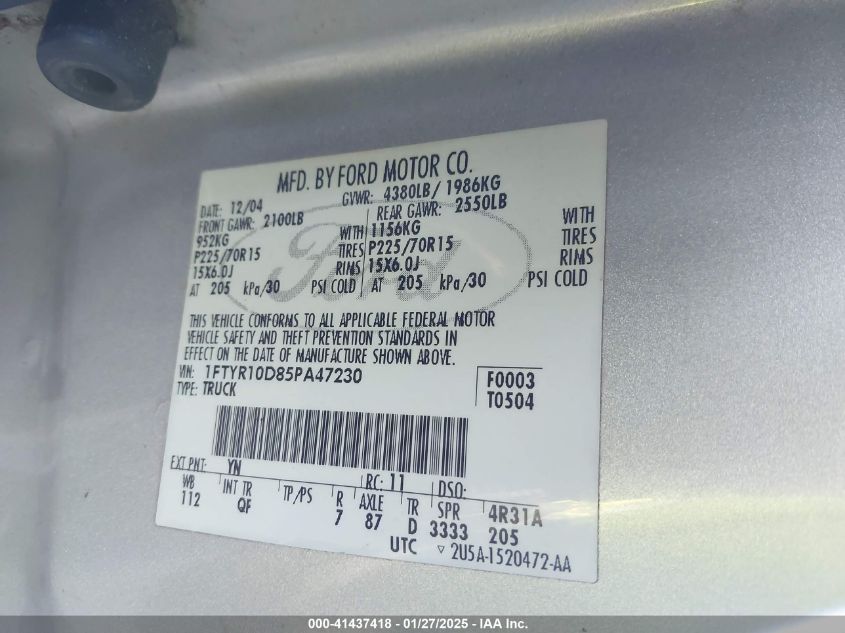 MFD. BY FORD MOTOR CO.
DATE: 12/04 GVWR: 4380LB/ 1986KG
FRONT GAWR: 2100LB REAR GAWR: 2550LB
952KG WITH 1156KG WITH
P225/70R15 TIRES P225/70R15 TIRES
15X6.0J RIMS 15X6.0J RIMS
AT 205 kPa/30 PSI COLD AT 205 kPa/30 PSI COLD
Ford
THIS VEHICLE CONFORMS TO ALL APPLICABLE FEDERAL MOTOR
VEHICLE SAFETY AND THEFT PREVENTION STANDARDS IN
EFFECT ON THE DATE OF MANUFACTURE SHOWN ABOVE.
VIN: 1FTYR10D85PA47230 F0003
TYPE: TRUCK T0504
EXT PNT: YN RC: 11 DSO:
WB INT TR TP/PS R AXLE TR SPR 4R31A
112 QF 7 87 D 3333 205
UTC ▽ 2U5A-1520472-AA
000-41437418 | 01/27/2025 | IAA Inc.